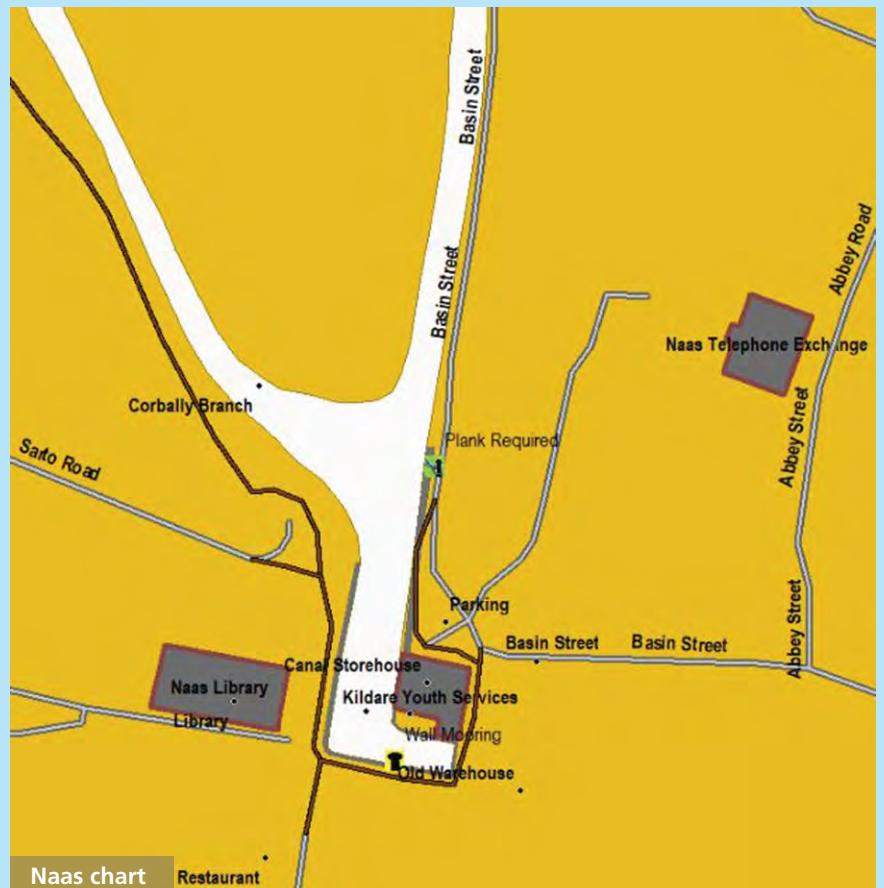 Basin Street
Abbey Road
Basin Street
Naas Telephone Exchange
Corbally Branch
Plank Required
Abbey Street
Sarto Road
Parking
Abbey Street
Basin Street
Basin Street
Canal Storehouse
Naas Library
Kildare Youth Services
Library
Wall Mooring
Old Warehouse
Naas chart
Restaurant